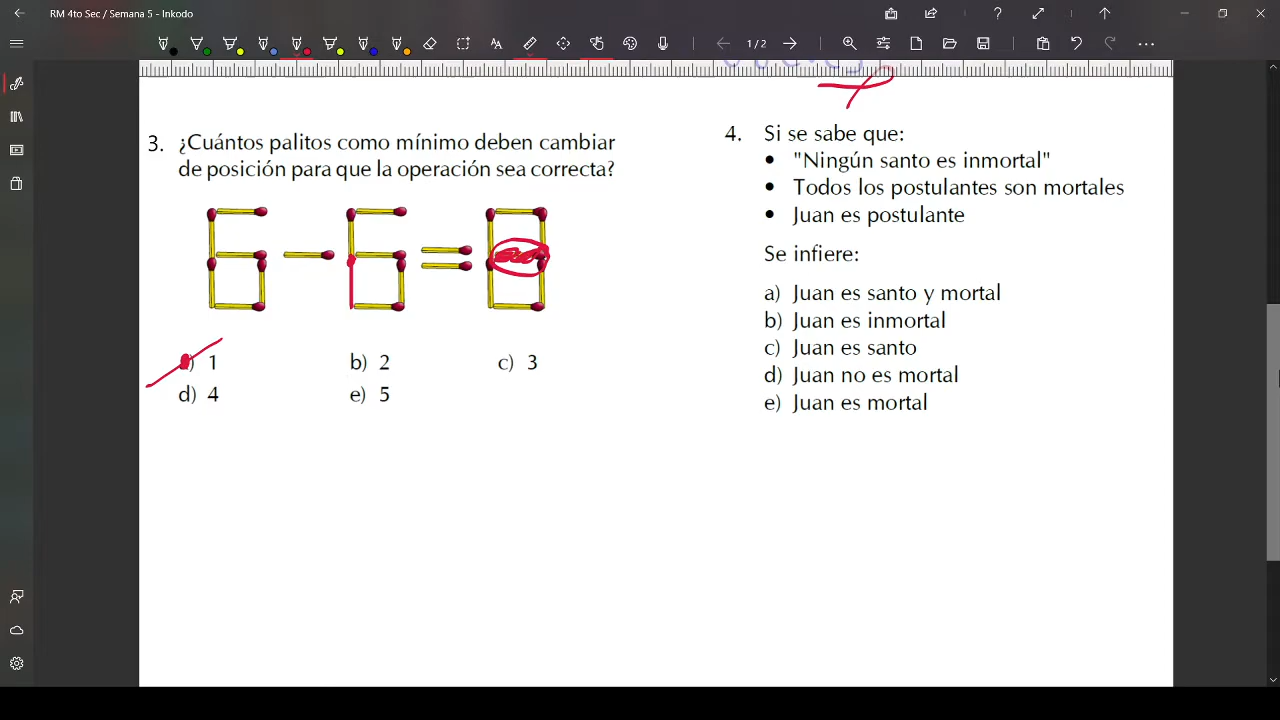 RM 4to Sec / Semana 5 - Inkodo
1/2
3. ¿Cuántos palitos como mínimo deben cambiar
de posición para que la operación sea correcta?
6 - 6 = 8
1
b) 2
c) 3
d) 4
e) 5
4. Si se sabe que:
• "Ningún santo es inmortal"
• Todos los postulantes son mortales
• Juan es postulante
Se infiere:
a) Juan es santo y mortal
b) Juan es inmortal
c) Juan es santo
d) Juan no es mortal
e) Juan es mortal